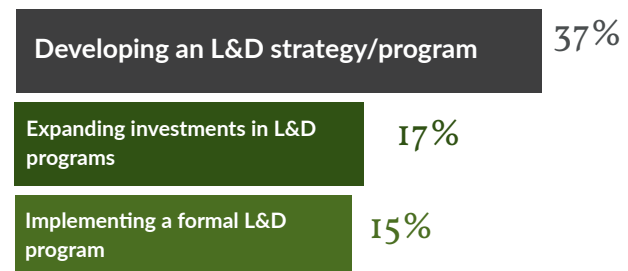 Developing an L&D strategy/program
37%
Expanding investments in L&D
programs
17%
Implementing a formal L&D
program
15%